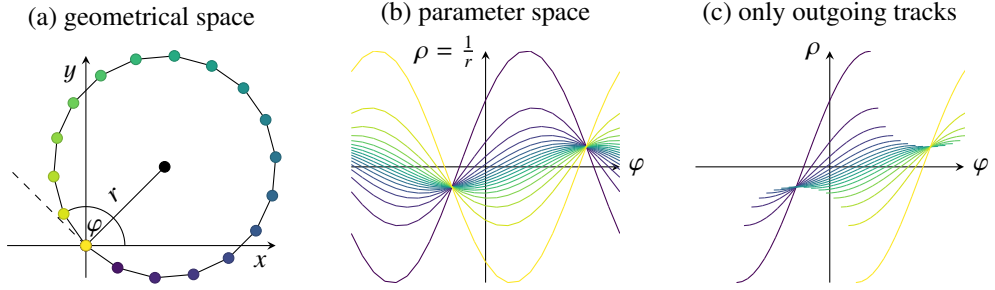 (a) geometrical space
y
r
φ
x
(b) parameter space
ρ = 1/r
φ
(c) only outgoing tracks
ρ
φ